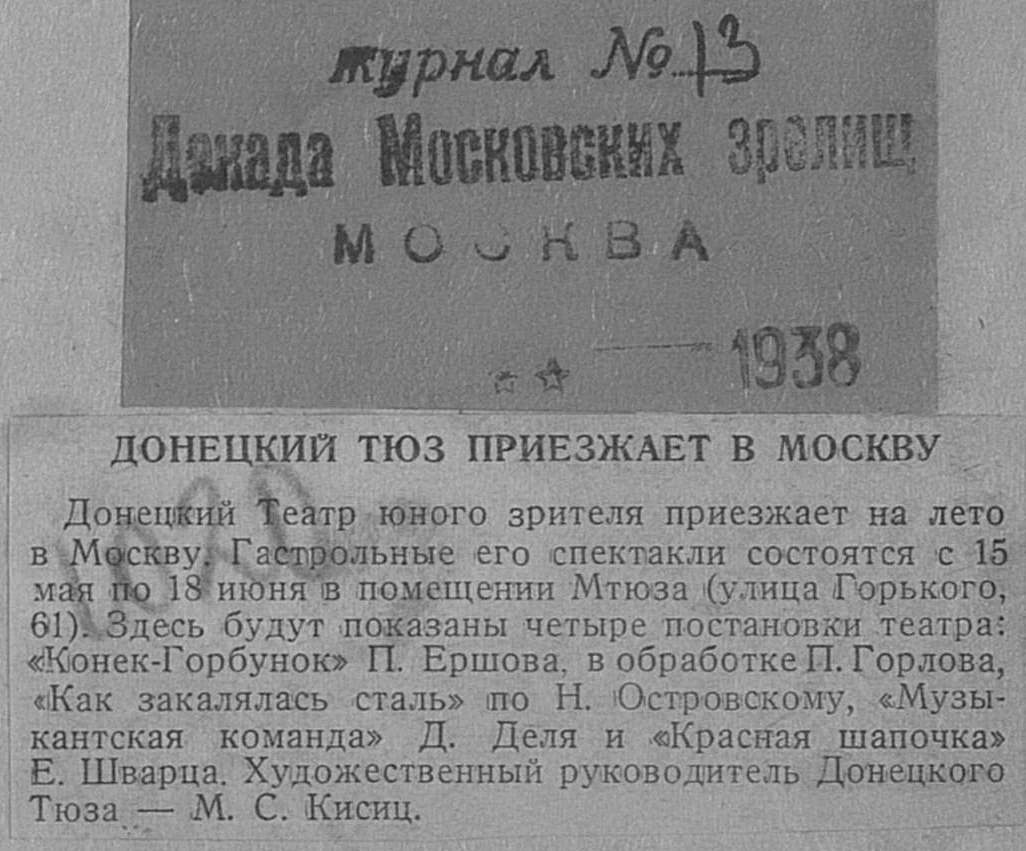 журнал № 13
Декада Московских зрелищ
МОСКВА
1938
ДОНЕЦКИЙ ТЮЗ ПРИЕЗЖАЕТ В МОСКВУ
Донецкий Театр юного зрителя приезжает на лето
в Москву. Гастрольные его спектакли состоятся с 15
мая по 18 июня в помещении Мтюза (улица Горького,
61). Здесь будут показаны четыре постановки театра:
«Конек-Горбунок» П. Ершова, в обработке П. Горлова,
«Как закалялась сталь» по Н. Островскому, «Музы-
кантская команда» Д. Деля и «Красная шапочка»
Е. Шварца. Художественный руководитель Донецкого
Тюза — М. С. Кисиц.